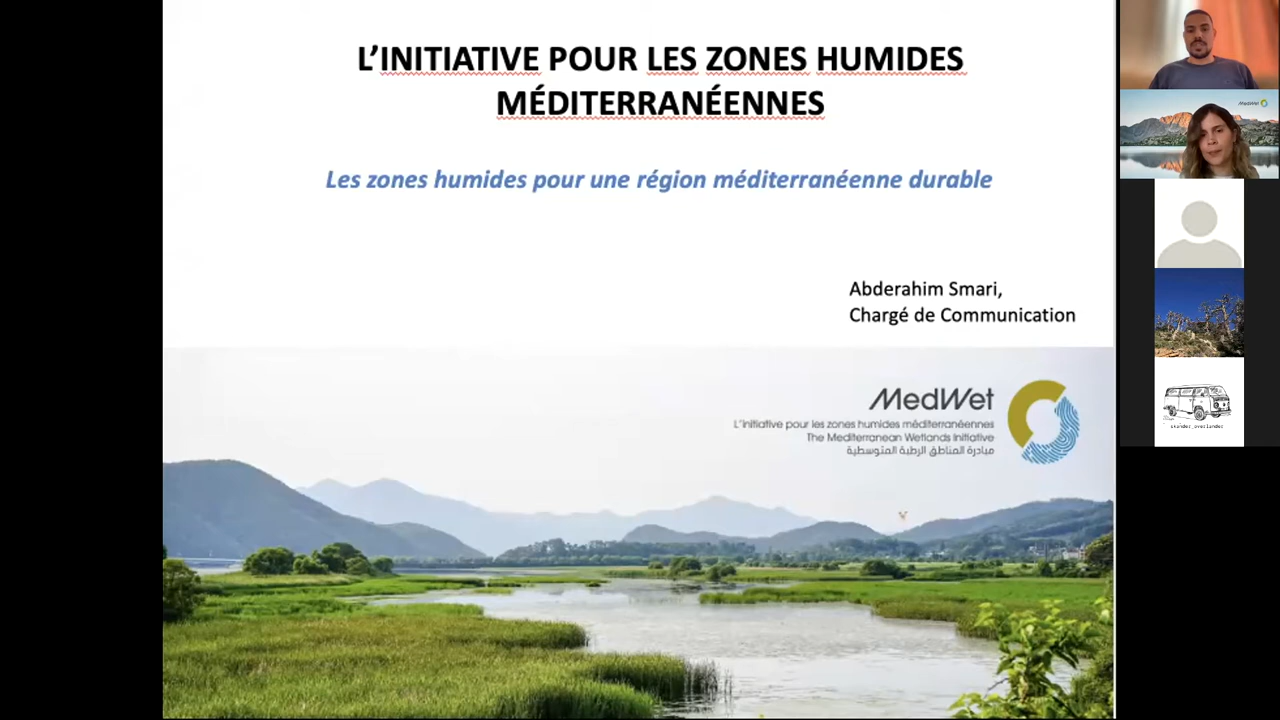 L’INITIATIVE POUR LES ZONES HUMIDES
MÉDITERRANÉENNES
Les zones humides pour une région méditerranéenne durable
Abderahim Smari,
Chargé de Communication
MedWet
L’initiative pour les zones humides méditerranéennes
The Mediterranean Wetlands Initiative
مبادرة المناطق الرطبة المتوسطية
MedWet